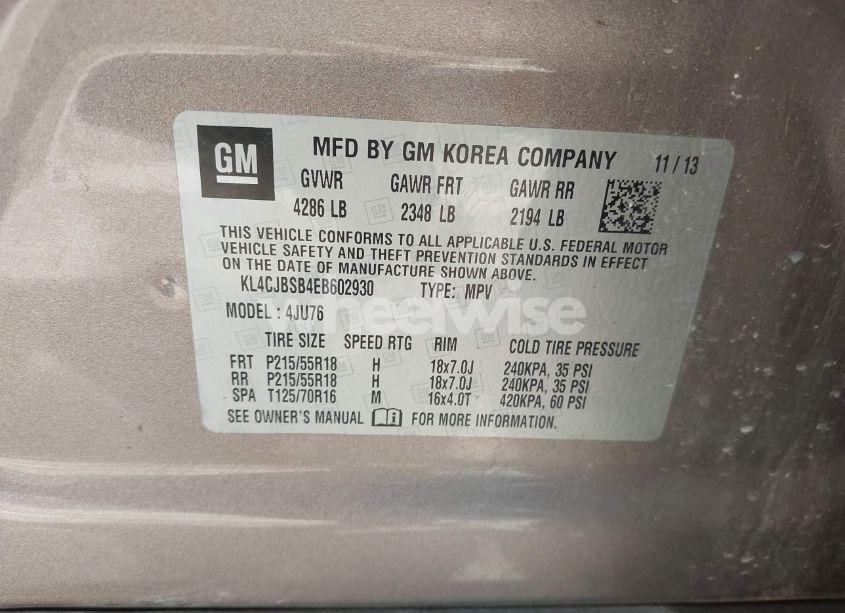 GM MFD BY GM KOREA COMPANY 11 / 13
GVWR GAWR FRT GAWR RR
4286 LB 2348 LB 2194 LB
THIS VEHICLE CONFORMS TO ALL APPLICABLE U.S. FEDERAL MOTOR
VEHICLE SAFETY AND THEFT PREVENTION STANDARDS IN EFFECT
ON THE DATE OF MANUFACTURE SHOWN ABOVE.
KL4CJBSB4EB602930 TYPE: MPV
MODEL : 4JU76
wheelwise
TIRE SIZE SPEED RTG RIM COLD TIRE PRESSURE
FRT P215/55R18 H 18x7.0J 240KPA, 35 PSI
RR P215/55R18 H 18x7.0J 240KPA, 35 PSI
SPA T125/70R16 M 16x4.0T 420KPA, 60 PSI
SEE OWNER'S MANUAL FOR MORE INFORMATION.